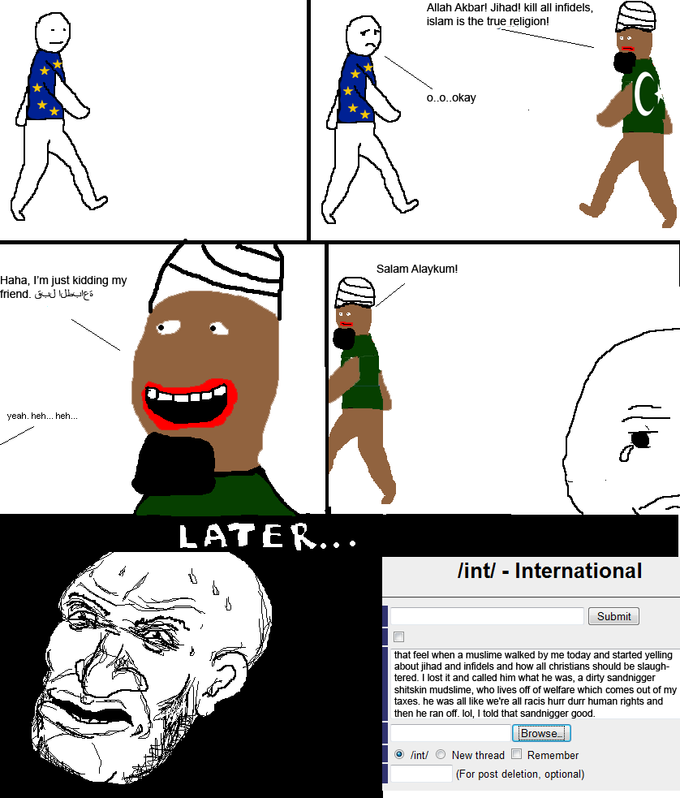 Allah Akbar! Jihad! kill all infidels,
islam is the true religion!
o..o..okay
Haha, I'm just kidding my
friend. ةعابطلا لبق
yeah. heh... heh...
Salam Alaykum!
LATER...
/int/ - International
Submit
that feel when a muslime walked by me today and started yelling
about jihad and infidels and how all christians should be slaugh-
tered. I lost it and called him what he was, a dirty sandnigger
shitskin mudslime, who lives off of welfare which comes out of my
taxes. he was all like we're all racis hurr durr human rights and
then he ran off. lol, I told that sandnigger good.
Browse...
/int/ New thread Remember
(For post deletion, optional)